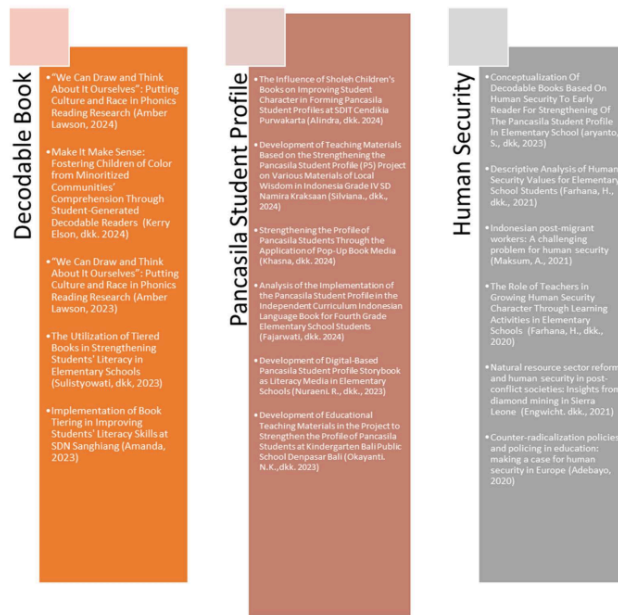 Decodable Book
•"We Can Draw and Think
About It Ourselves": Putting
Culture and Race in Phonics
Reading Research (Amber
Lawson, 2024)
•Make It Make Sense:
Fostering Children of Color
from Minoritized
Communities'
Comprehension Through
Student-Generated
Decodable Readers (Kerry
Elson, dkk. 2024)
•"We Can Draw and Think
About It Ourselves": Putting
Culture and Race in Phonics
Reading Research (Amber
Lawson, 2023)
•The Utilization of Tiered
Books in Strengthening
Students' Literacy in
Elementary Schools
(Sulistyowati, dkk, 2023)
•Implementation of Book
Tiering in Improving
Students' Literacy Skills at
SDN Sanghiang (Amanda,
2023)
Pancasila Student Profile
•The Influence of Sholeh Children's
Books on Improving Student
Character in Forming Pancasila
Student Profiles at SDIT Cendikia
Purwakarta (Alindra, dkk. 2024)
•Development of Teaching Materials
Based on the Strengthening the
Pancasila Student Profile (P5) Project
on Various Materials of Local
Wisdom in Indonesia Grade IV SD
Namira Kraksaan (Silviana., dkk.,
2024)
•Strengthening the Profile of
Pancasila Students Through the
Application of Pop-Up Book Media
(Khasna, dkk. 2024)
•Analysis of the Implementation of
the Pancasila Student Profile in the
Independent Curriculum Indonesian
Language Book for Fourth Grade
Elementary School Students
(Fajarwati, dkk. 2024)
•Development of Digital-Based
Pancasila Student Profile Storybook
as Literacy Media in Elementary
Schools (Nuraeni. R., dkk., 2023)
•Development of Educational
Teaching Materials in the Project to
Strengthen the Profile of Pancasila
Students at Kindergarten Bali Public
School Denpasar Bali (Okayanti.
N.K.,dkk. 2023)
Human Security
•Conceptualization Of
Decodable Books Based On
Human Security To Early
Reader For Strengthening Of
The Pancasila Student Profile
In Elementary School (aryanto,
S., dkk, 2023)
•Descriptive Analysis of Human
Security Values for Elementary
School Students (Farhana, H.,
dkk., 2021)
•Indonesian post-migrant
workers: A challenging
problem for human security
(Maksum, A., 2021)
•The Role of Teachers in
Growing Human Security
Character Through Learning
Activities in Elementary
Schools (Farhana, H., dkk.,
2020)
•Natural resource sector reform
and human security in post-
conflict societies: Insights from
diamond mining in Sierra
Leone (Engwicht. dkk., 2021)
•Counter-radicalization policies
and policing in education:
making a case for human
security in Europe (Adebayo,
2020)